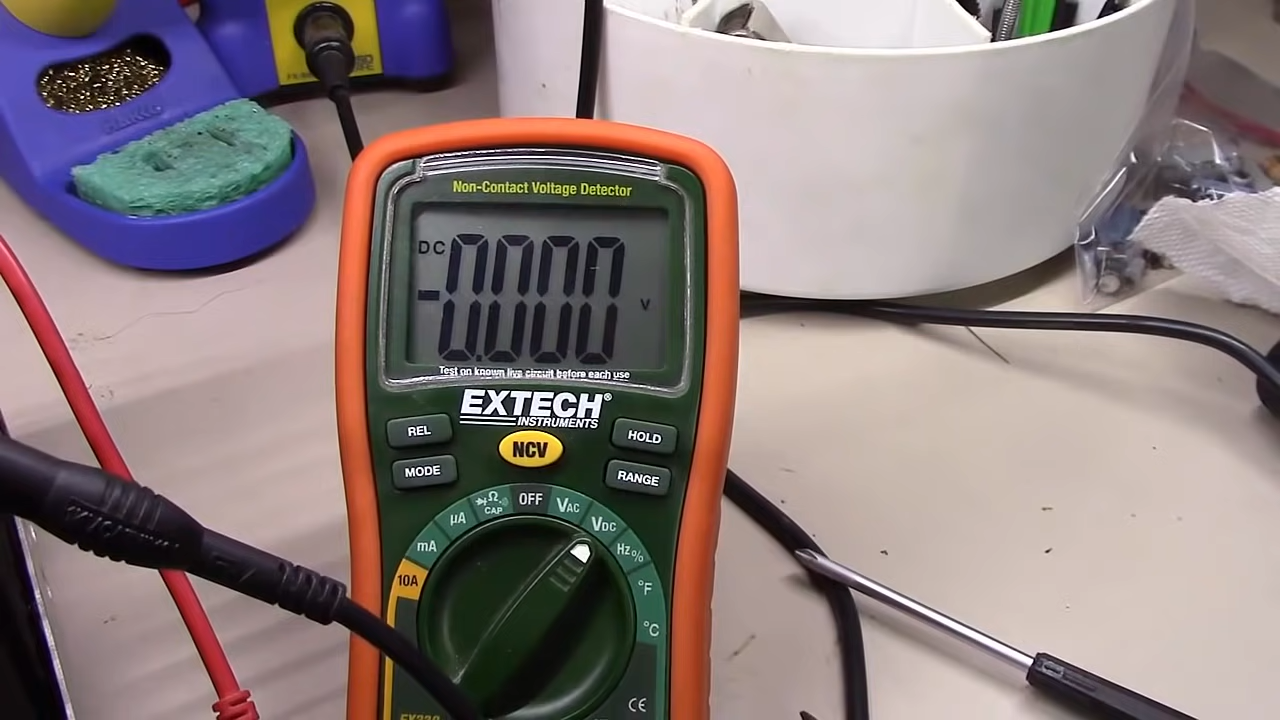 HAKKO
Non-Contact Voltage Detector
DC
-0.000 V
Test on known live circuit before each use
EXTECH®
INSTRUMENTS
REL
HOLD
NCV
MODE
RANGE
OFF
Ω
CAP
VAC
µA
VDC
mA
Hz%
10A
°F
°C
CE